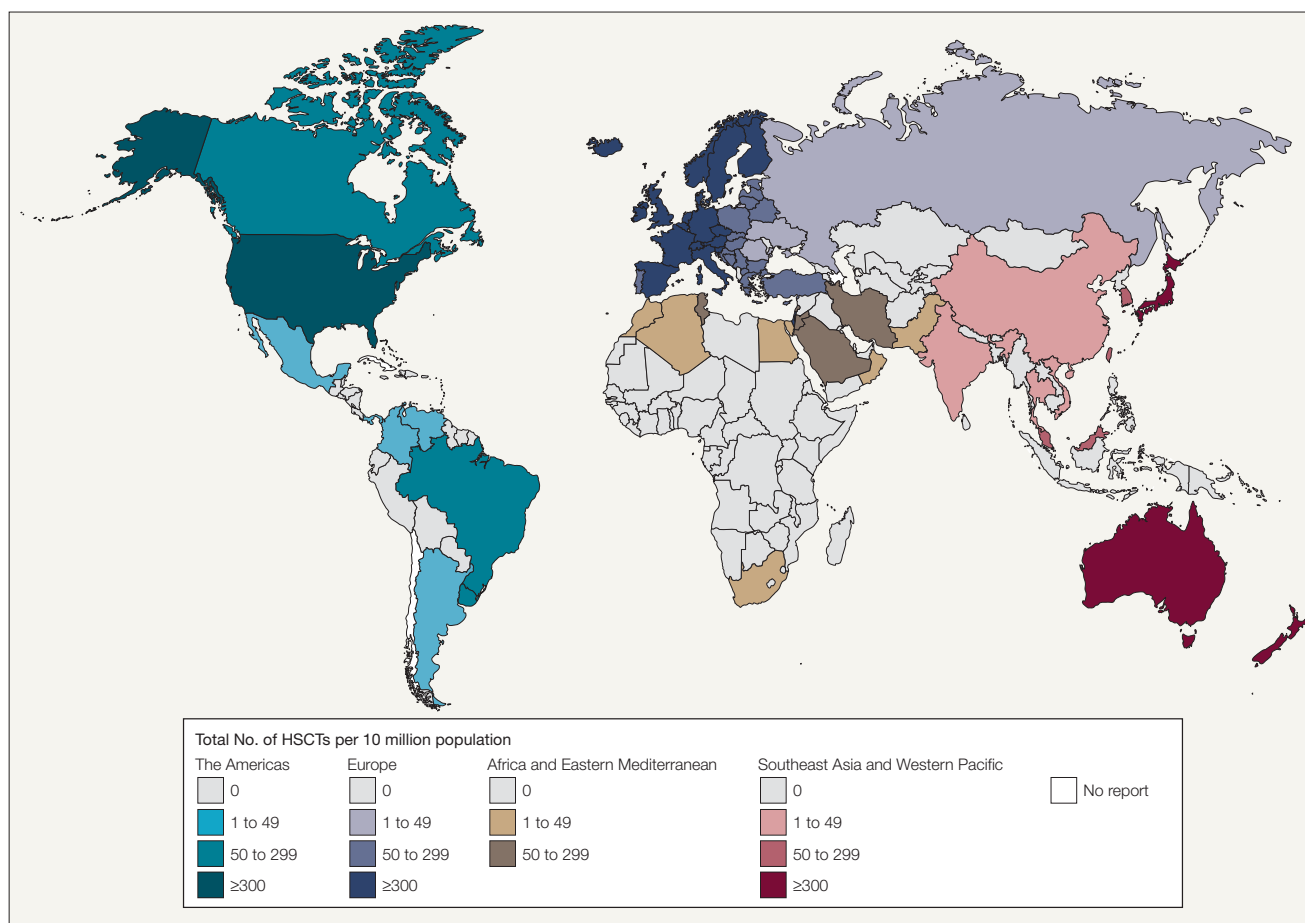 Total No. of HSCTs per 10 million population
The Americas
0
1 to 49
50 to 299
≥300
Europe
0
1 to 49
50 to 299
≥300
Africa and Eastern Mediterranean
0
1 to 49
50 to 299
Southeast Asia and Western Pacific
0
1 to 49
50 to 299
≥300
No report